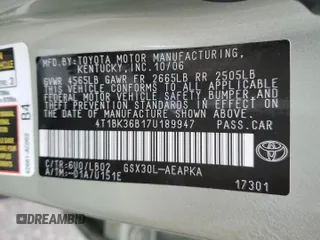 MFD.BY:TOYOTA MOTOR MANUFACTURING,
KENTUCKY, INC. 10/06
GVWR 4565LB GAWR FR 2665LB RR 2505LB
THIS VEHICLE CONFORMS TO ALL APPLICABLE
FEDERAL MOTOR VEHICLE SAFETY, BUMPER, AND
THEFT PREVENTION STANDARDS IN EFFECT ON
THE DATE OF MANUFACTURE SHOWN ABOVE.
4T1BK36B17U189947
PASS. CAR
C/TR:6U0/LB02
GSX30L-AEAPKA
A/TM:-01A/U151E
TOYOTA
17301
B4